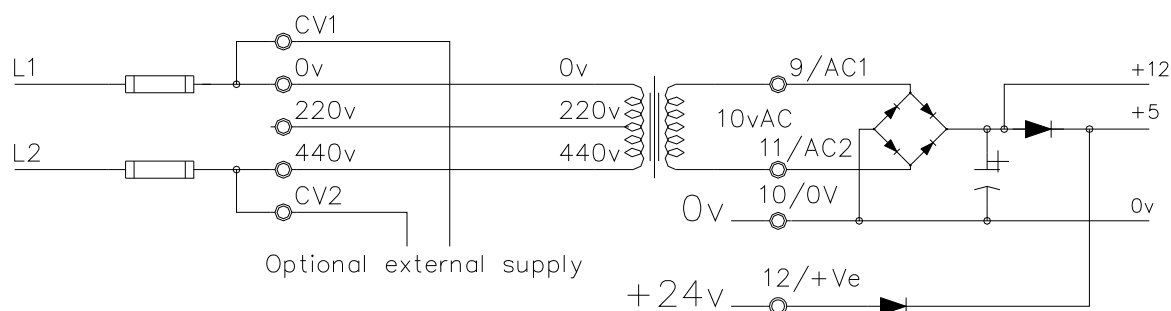 CV1
L1
0v
0v
9/AC1
+12
220v
220v
10vAC
+5
L2
440v
440v
11/AC2
CV2
10/0V
0v
0v
Optional external supply
12/+Ve
+24v